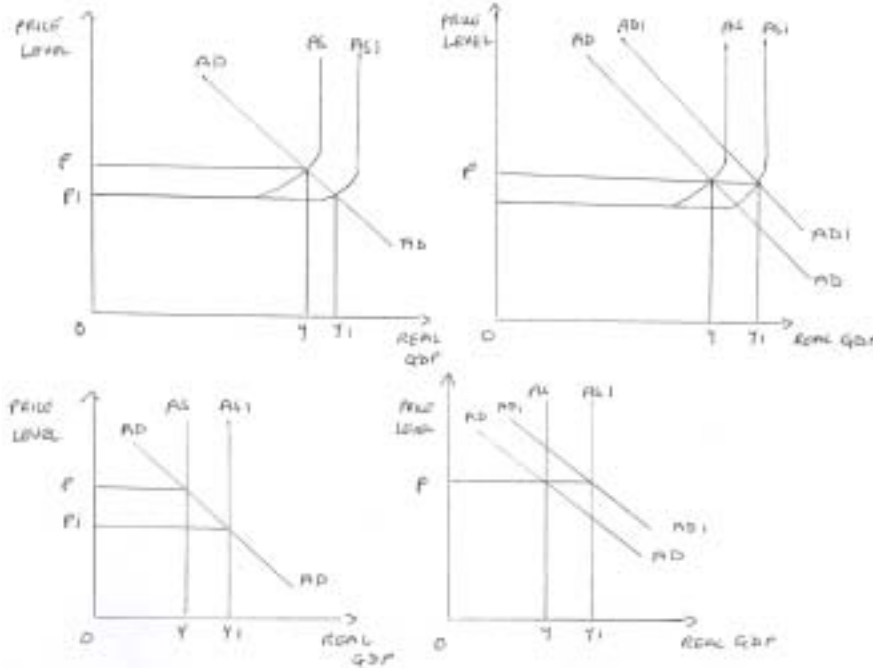 PRICE
LEVEL
AD
AS
AS1
P
P1
AD
0
Y
Y1
REAL
GDP
PRICE
LEVEL
AD
AD1
AS
AS1
P
AD1
AD
0
Y
Y1
REAL GDP
PRICE
LEVEL
AD
AS
AS1
P
P1
AD
0
Y
Y1
REAL
GDP
PRICE
LEVEL
AD
AD1
AS
AS1
P
AD1
AD
0
Y
Y1
REAL GDP